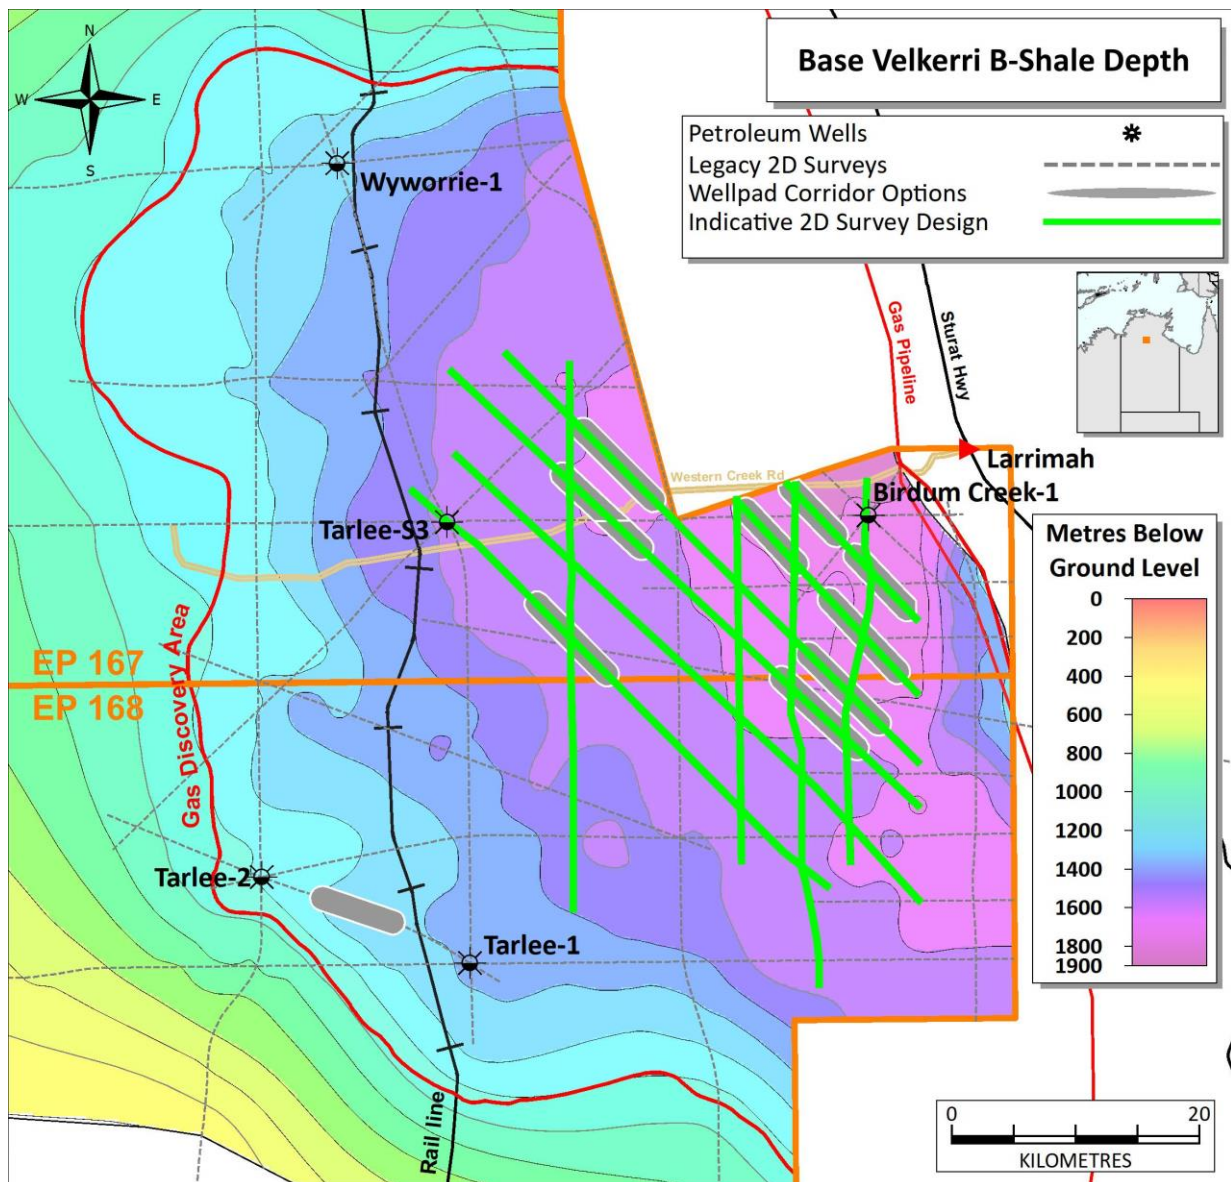 N
W
E
S
Base Velkerri B-Shale Depth
Petroleum Wells
Legacy 2D Surveys
Wellpad Corridor Options
Indicative 2D Survey Design
Wyworrie-1
Gas Pipeline
Sturat Hwy
Western Creek Rd
Larrimah
Birdum Creek-1
Tarlee-S3
Metres Below
Ground Level
0
200
400
600
800
1000
1200
1400
1600
1800
1900
EP 167
EP 168
Gas Discovery Area
Tarlee-2
Tarlee-1
Rail line
0
20
KILOMETRES